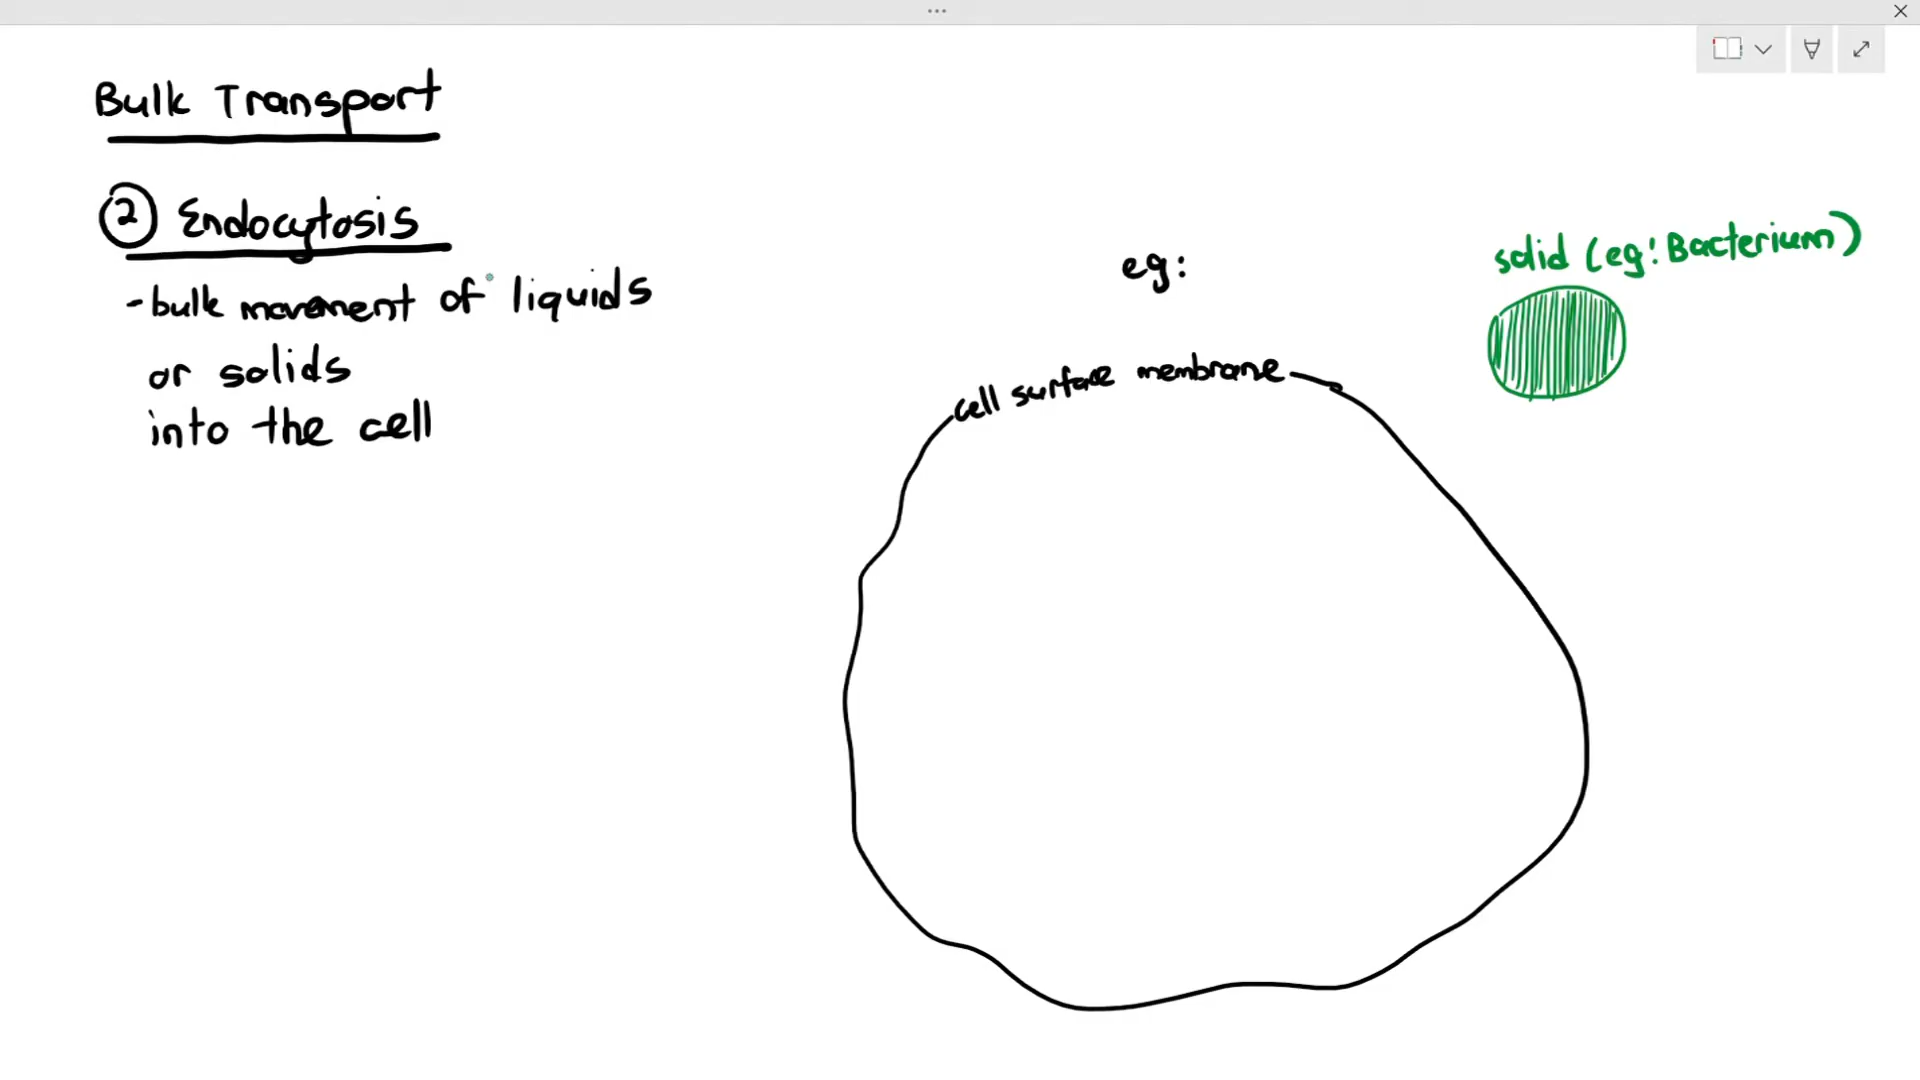 Bulk Transport
② Endocytosis
- bulk movement of liquids
or solids
into the cell
eg:
solid (eg: Bacterium)
cell surface membrane